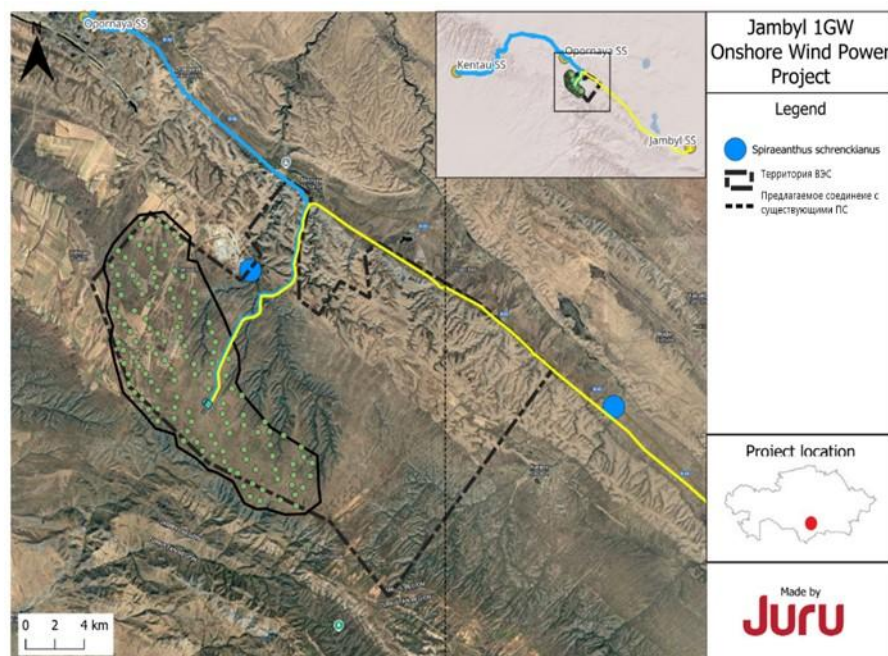 Opornaya SS
N
Kentau SS
Opornaya SS
Jambyl SS
0 2 4 km
Jambyl 1GW
Onshore Wind Power
Project
Legend
Spiraeanthus schrenckianus
Территория ВЭС
Предлагаемое соединеие с
существующими ПС
Project location
Made by
Juru